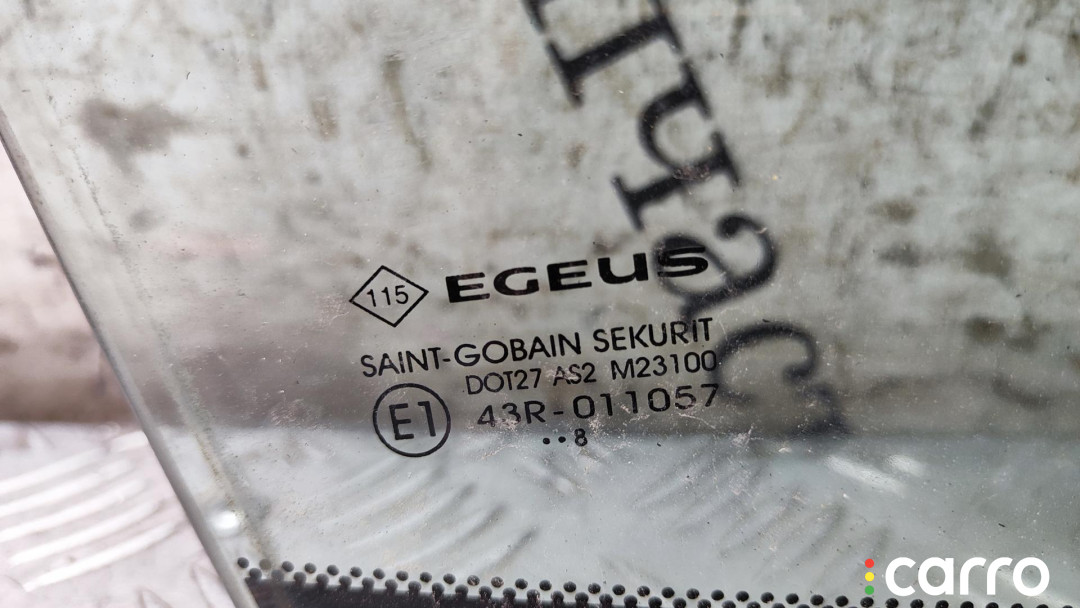 115 EGEUS
SAINT-GOBAIN SEKURIT
DOT27 AS2 M23100
E1 43R-011057
••8
carro